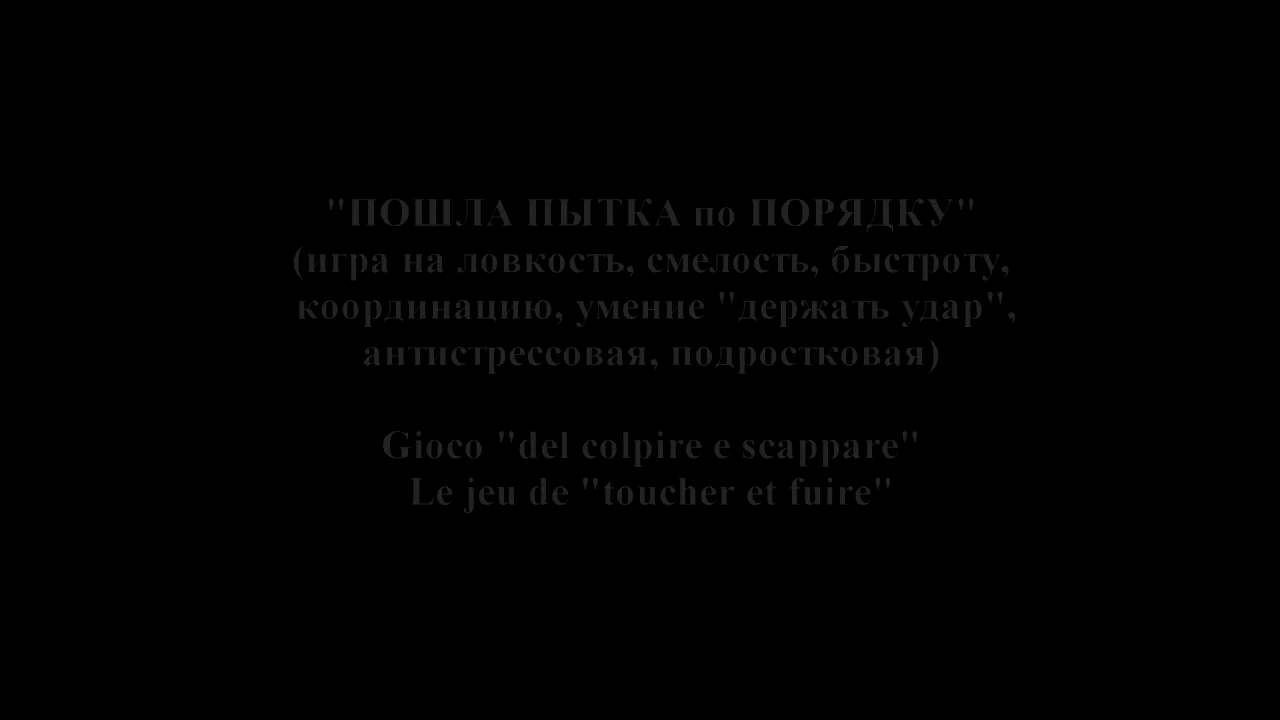 "ПОШЛА ПЫТКА по ПОРЯДКУ"
(игра на ловкость, смелость, быстроту,
координацию, умение "держать удар",
антистрессовая, подростковая)
Gioco "del colpire e scappare"
Le jeu de "toucher et fuire"